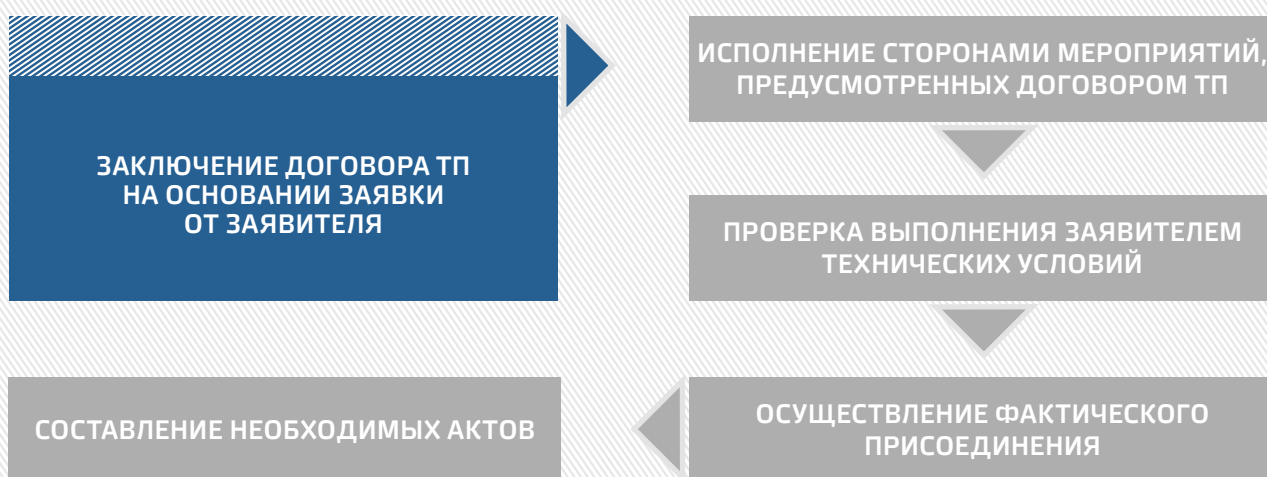 ЗАКЛЮЧЕНИЕ ДОГОВОРА ТП
НА ОСНОВАНИИ ЗАЯВКИ
ОТ ЗАЯВИТЕЛЯ
ИСПОЛНЕНИЕ СТОРОНАМИ МЕРОПРИЯТИЙ,
ПРЕДУСМОТРЕННЫХ ДОГОВОРОМ ТП
ПРОВЕРКА ВЫПОЛНЕНИЯ ЗАЯВИТЕЛЕМ
ТЕХНИЧЕСКИХ УСЛОВИЙ
ОСУЩЕСТВЛЕНИЕ ФАКТИЧЕСКОГО
ПРИСОЕДИНЕНИЯ
СОСТАВЛЕНИЕ НЕОБХОДИМЫХ АКТОВ